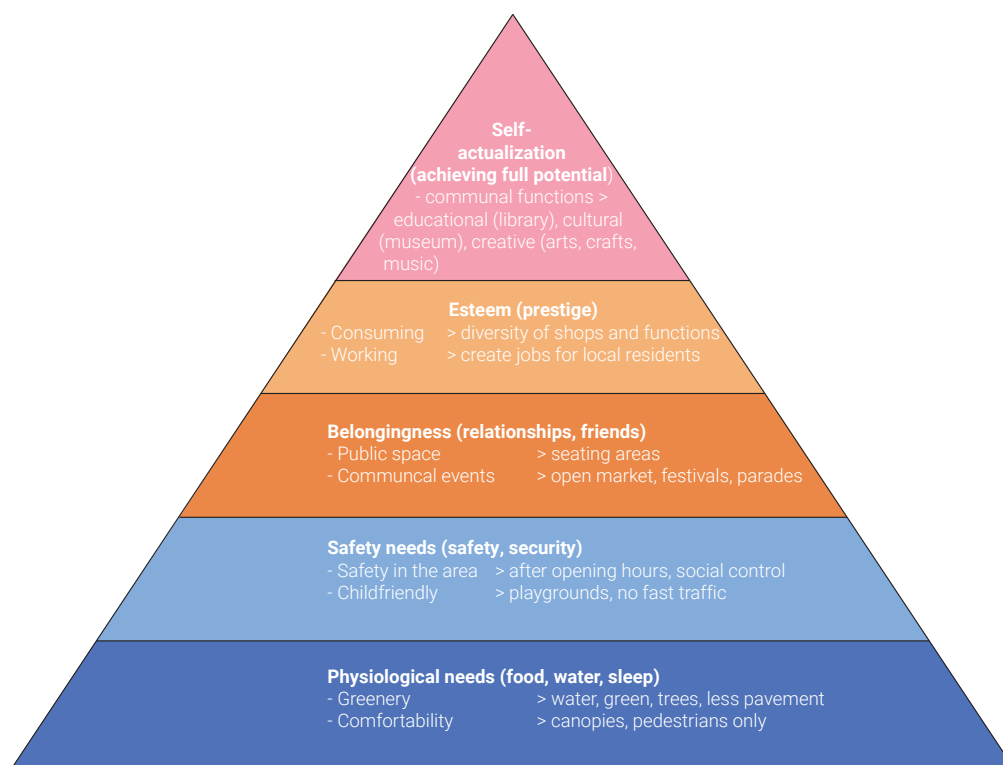 Self-
actualization
(achieving full potential)
- communal functions >
educational (library), cultural
(museum), creative (arts, crafts,
music)
Esteem (prestige)
- Consuming > diversity of shops and functions
- Working > create jobs for local residents
Belongingness (relationships, friends)
- Public space > seating areas
- Communcal events > open market, festivals, parades
Safety needs (safety, security)
- Safety in the area > after opening hours, social control
- Childfriendly > playgrounds, no fast traffic
Physiological needs (food, water, sleep)
- Greenery > water, green, trees, less pavement
- Comfortability > canopies, pedestrians only